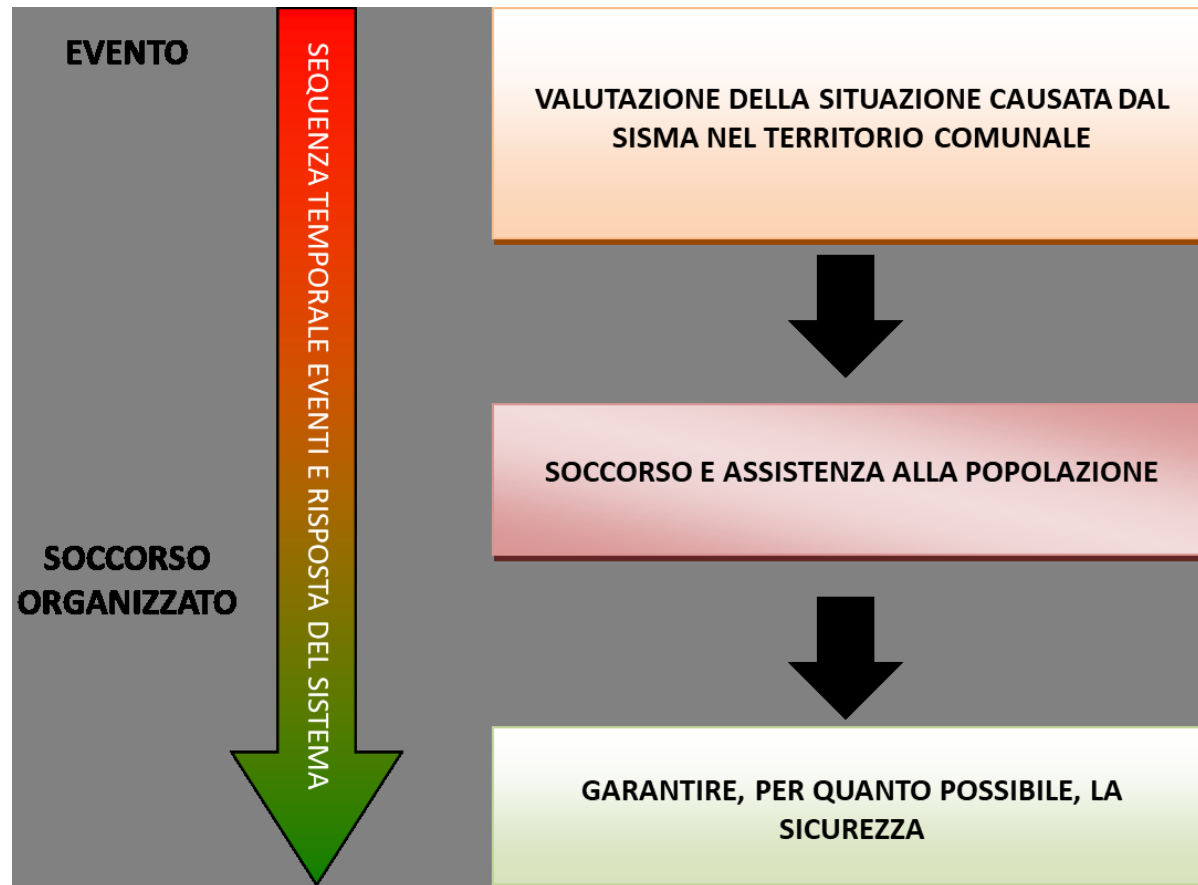 EVENTO
SEQUENZA TEMPORALE EVENTI E RISPOSTA DEL SISTEMA
VALUTAZIONE DELLA SITUAZIONE CAUSATA DAL
SISMA NEL TERRITORIO COMUNALE
SOCCORSO E ASSISTENZA ALLA POPOLAZIONE
SOCCORSO
ORGANIZZATO
GARANTIRE, PER QUANTO POSSIBILE, LA
SICUREZZA